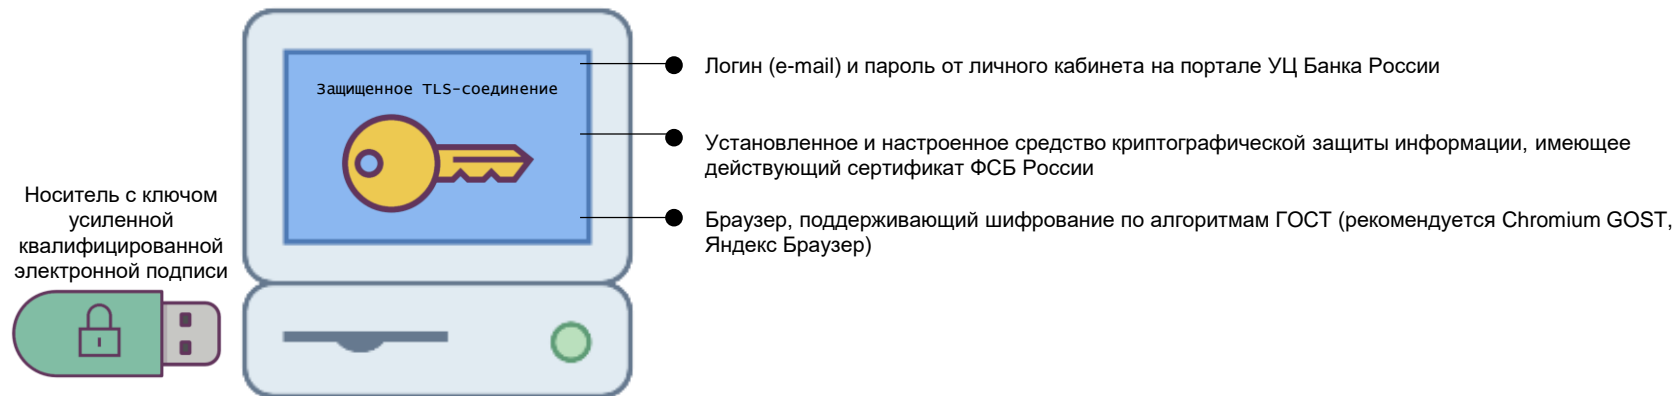 Защищенное TLS-соединение
Логин (e-mail) и пароль от личного кабинета на портале УЦ Банка России
Установленное и настроенное средство криптографической защиты информации, имеющее
действующий сертификат ФСБ России
Браузер, поддерживающий шифрование по алгоритмам ГОСТ (рекомендуется Chromium GOST,
Яндекс Браузер)
Носитель с ключом
усиленной
квалифицированной
электронной подписи